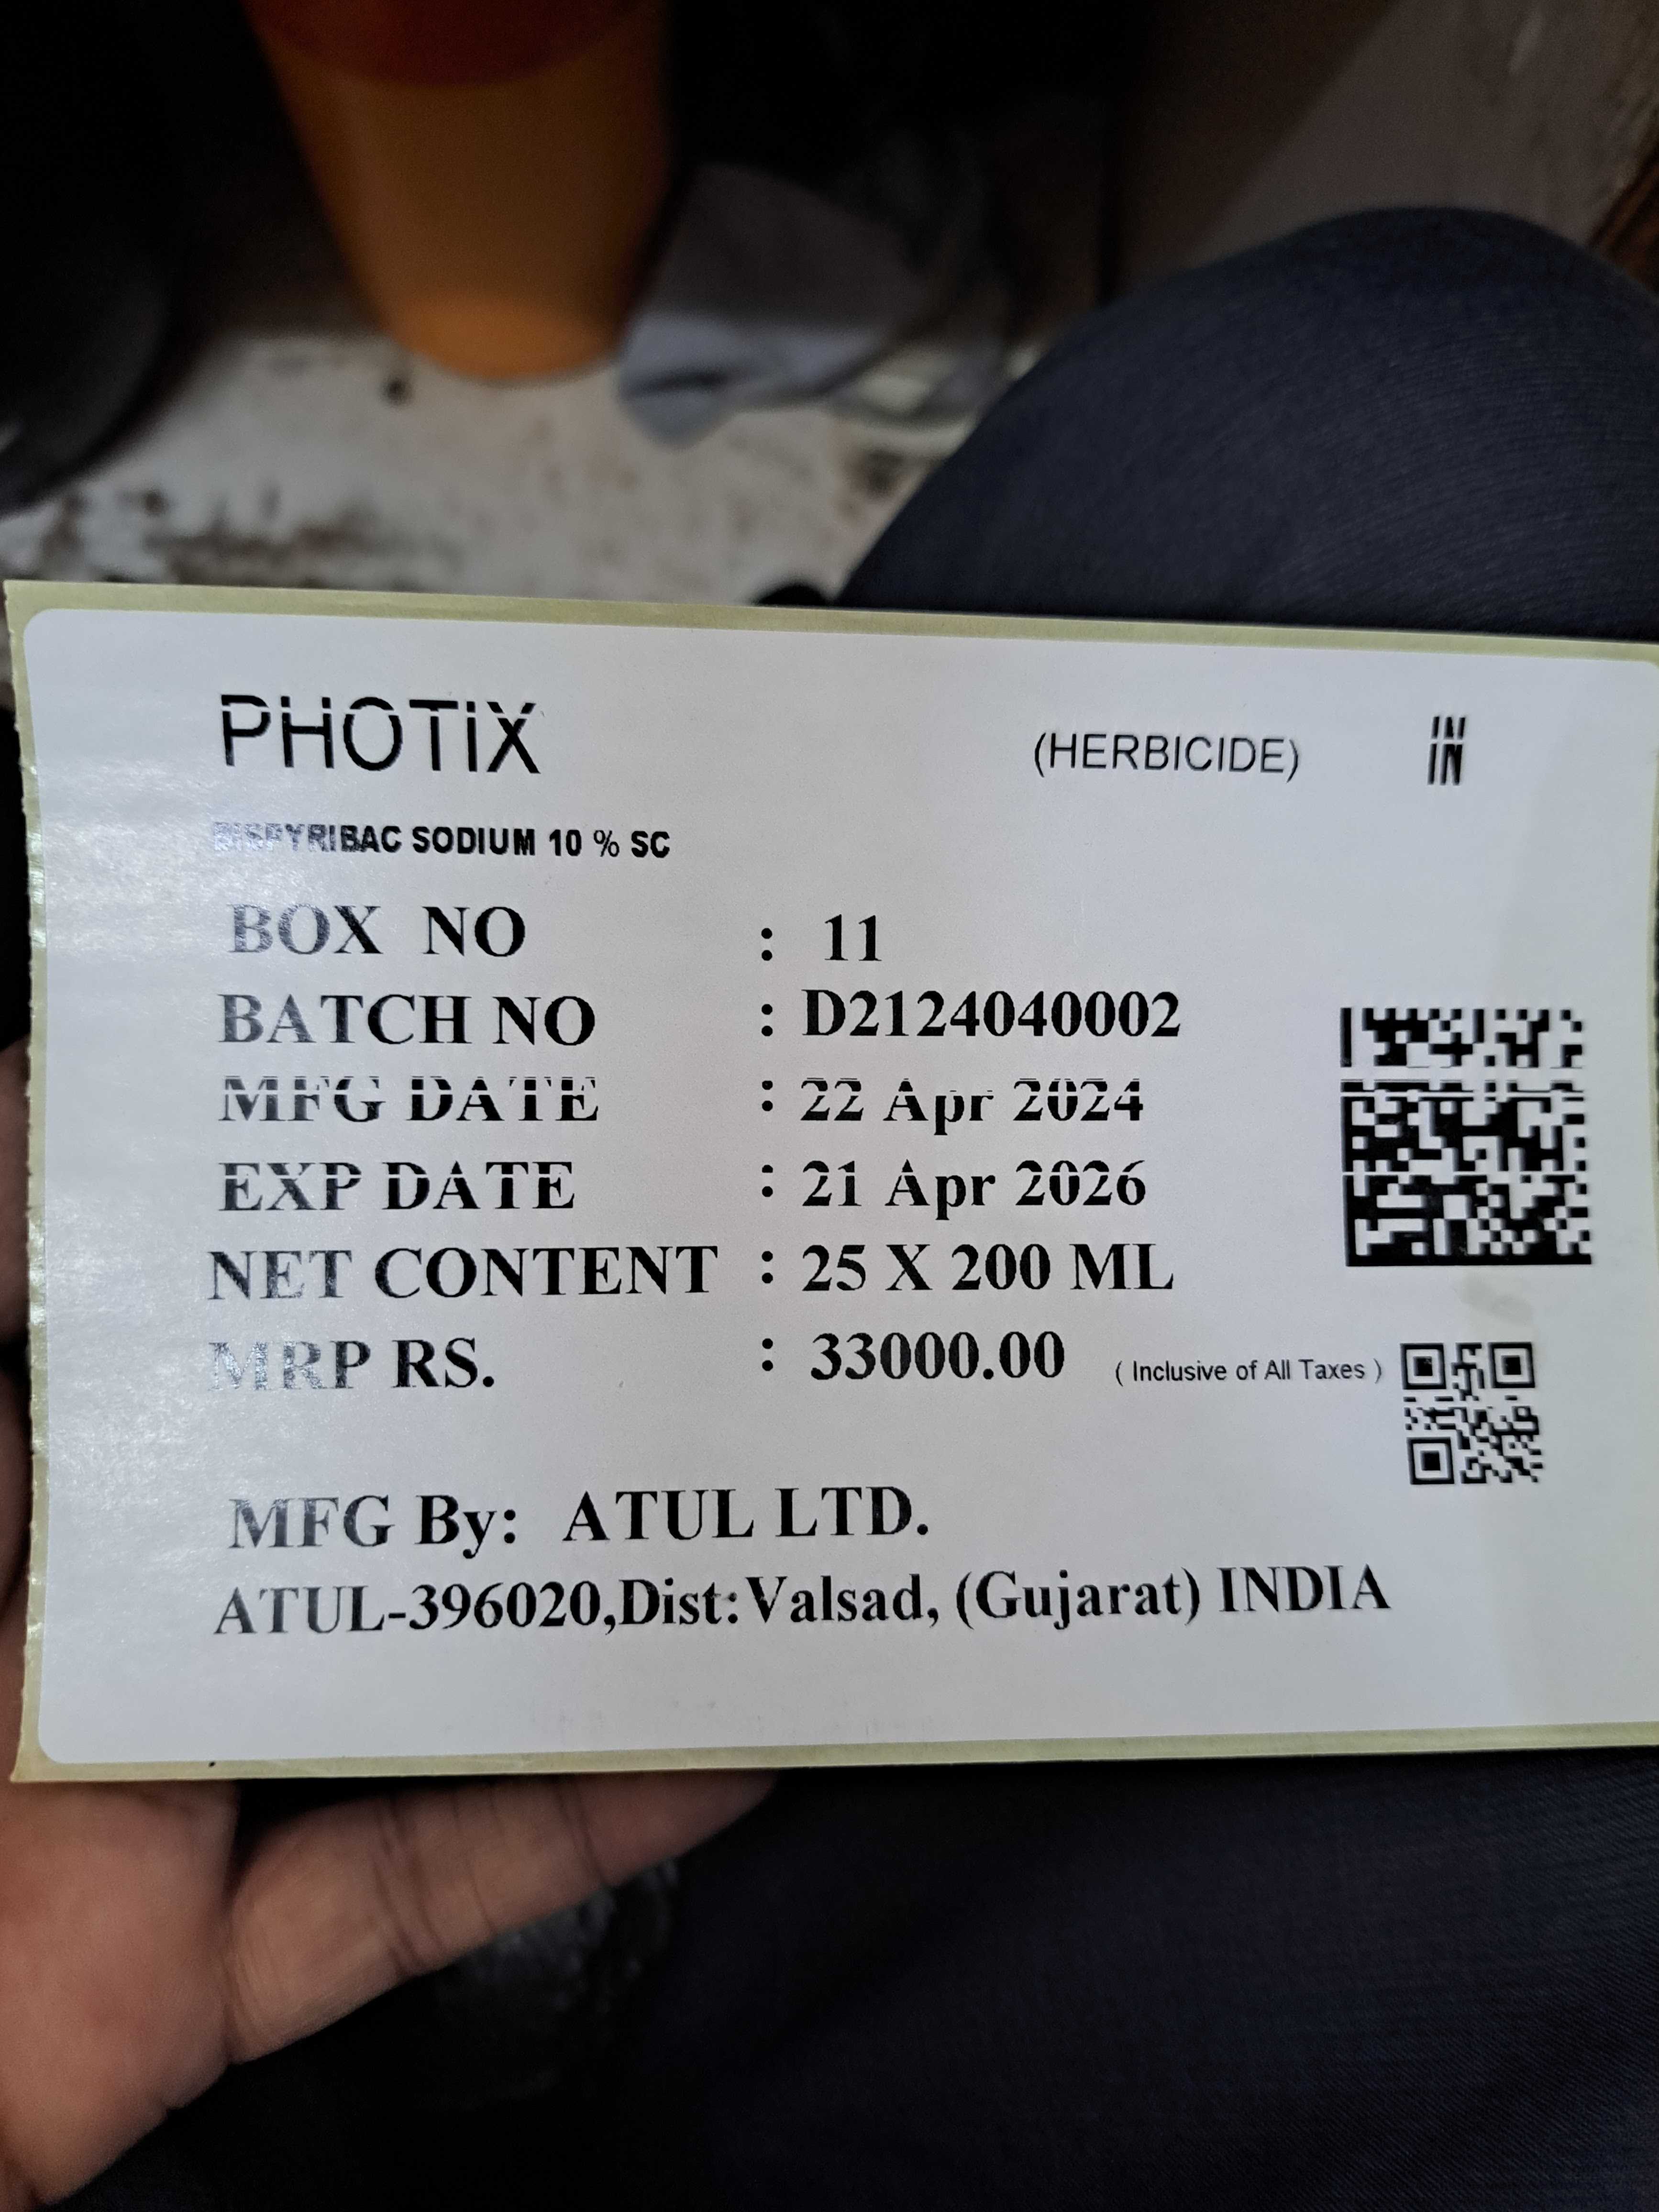 PHOTiX (HERBICIDE) IN
BISPYRIBAC SODIUM 10 % SC
BOX NO : 11
BATCH NO : D2124040002
MFG DATE : 22 Apr 2024
EXP DATE : 21 Apr 2026
NET CONTENT : 25 X 200 ML
MRP RS. : 33000.00 ( Inclusive of All Taxes )
MFG By: ATUL LTD.
ATUL-396020,Dist:Valsad, (Gujarat) INDIA